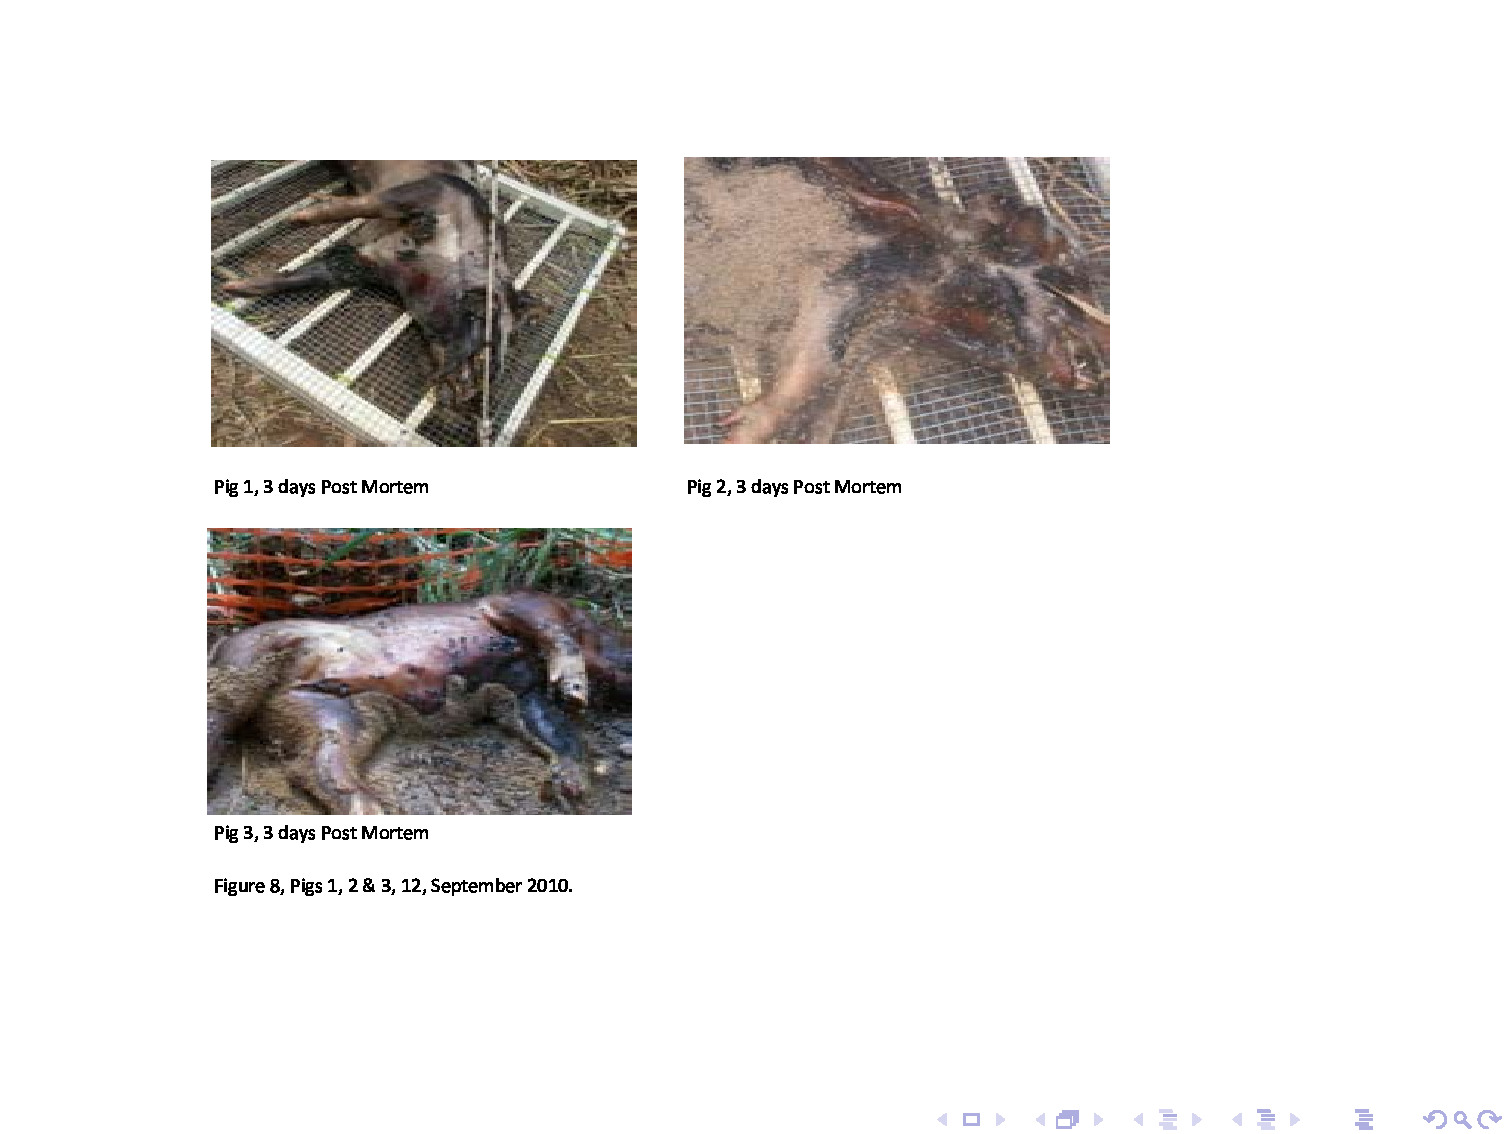 Pig 1, 3 days Post Mortem
Pig 2, 3 days Post Mortem
Pig 3, 3 days Post Mortem
Figure 8, Pigs 1, 2 & 3, 12, September 2010.